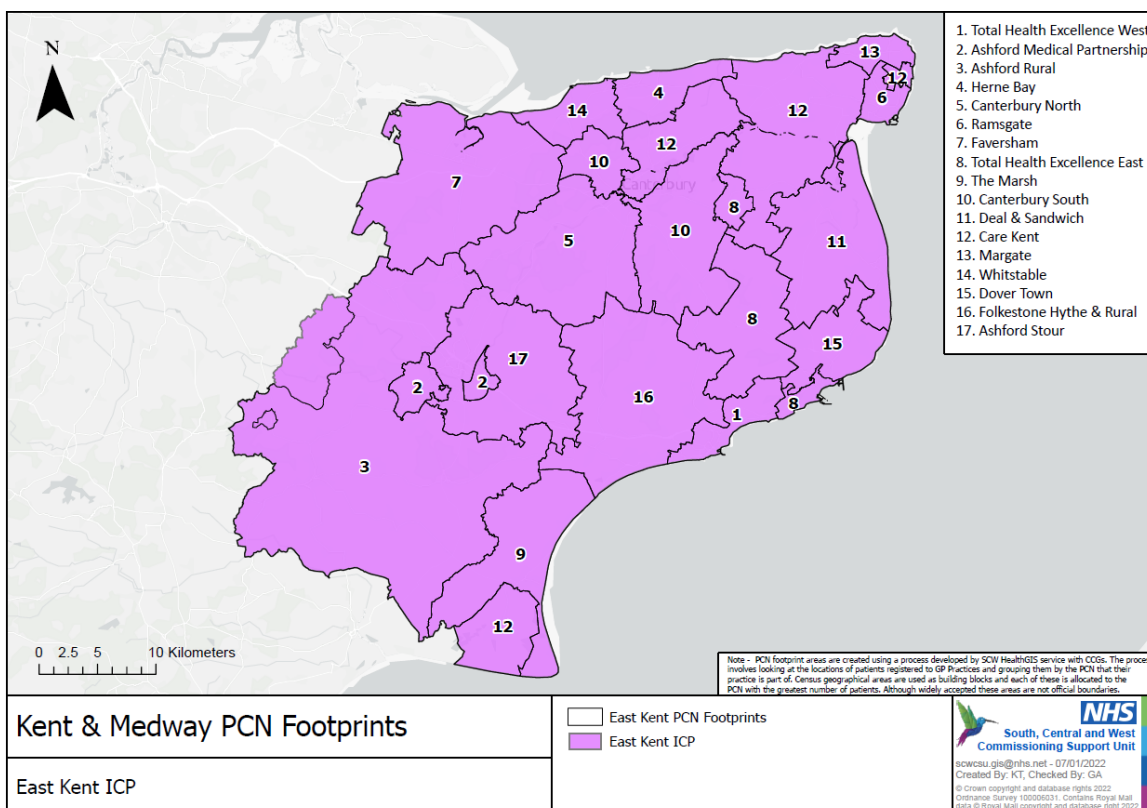 N
1. Total Health Excellence West
2. Ashford Medical Partnership
3. Ashford Rural
4. Herne Bay
5. Canterbury North
6. Ramsgate
7. Faversham
8. Total Health Excellence East
9. The Marsh
10. Canterbury South
11. Deal & Sandwich
12. Care Kent
13. Margate
14. Whitstable
15. Dover Town
16. Folkestone Hythe & Rural
17. Ashford Stour
13
12
4
6
14
12
12
10
Canterbury
7
8
5
10
11
8
15
17
2
2
16
8
1
3
9
12
0 2.5 5 10 Kilometers
Note - PCN footprint areas are created using a process developed by SCW HealthGIS service with CCGs. The proces
involves looking at the locations of patients registered to GP Practices and grouping them by the PCN that their
practice is part of. Census geographical areas are used as building blocks and each of these is allocated to the
PCN with the greatest number of patients. Although widely accepted these areas are not official boundaries.
Kent & Medway PCN Footprints
East Kent ICP
East Kent PCN Footprints
East Kent ICP
NHS
South, Central and West
Commissioning Support Unit
scwcsu.gis@nhs.net - 07/01/2022
Created By: KT, Checked By: GA
© Crown copyright and database rights 2022
Ordnance Survey 100006031. Contains Royal Mail
data © Royal Mail copyright and database right 2022